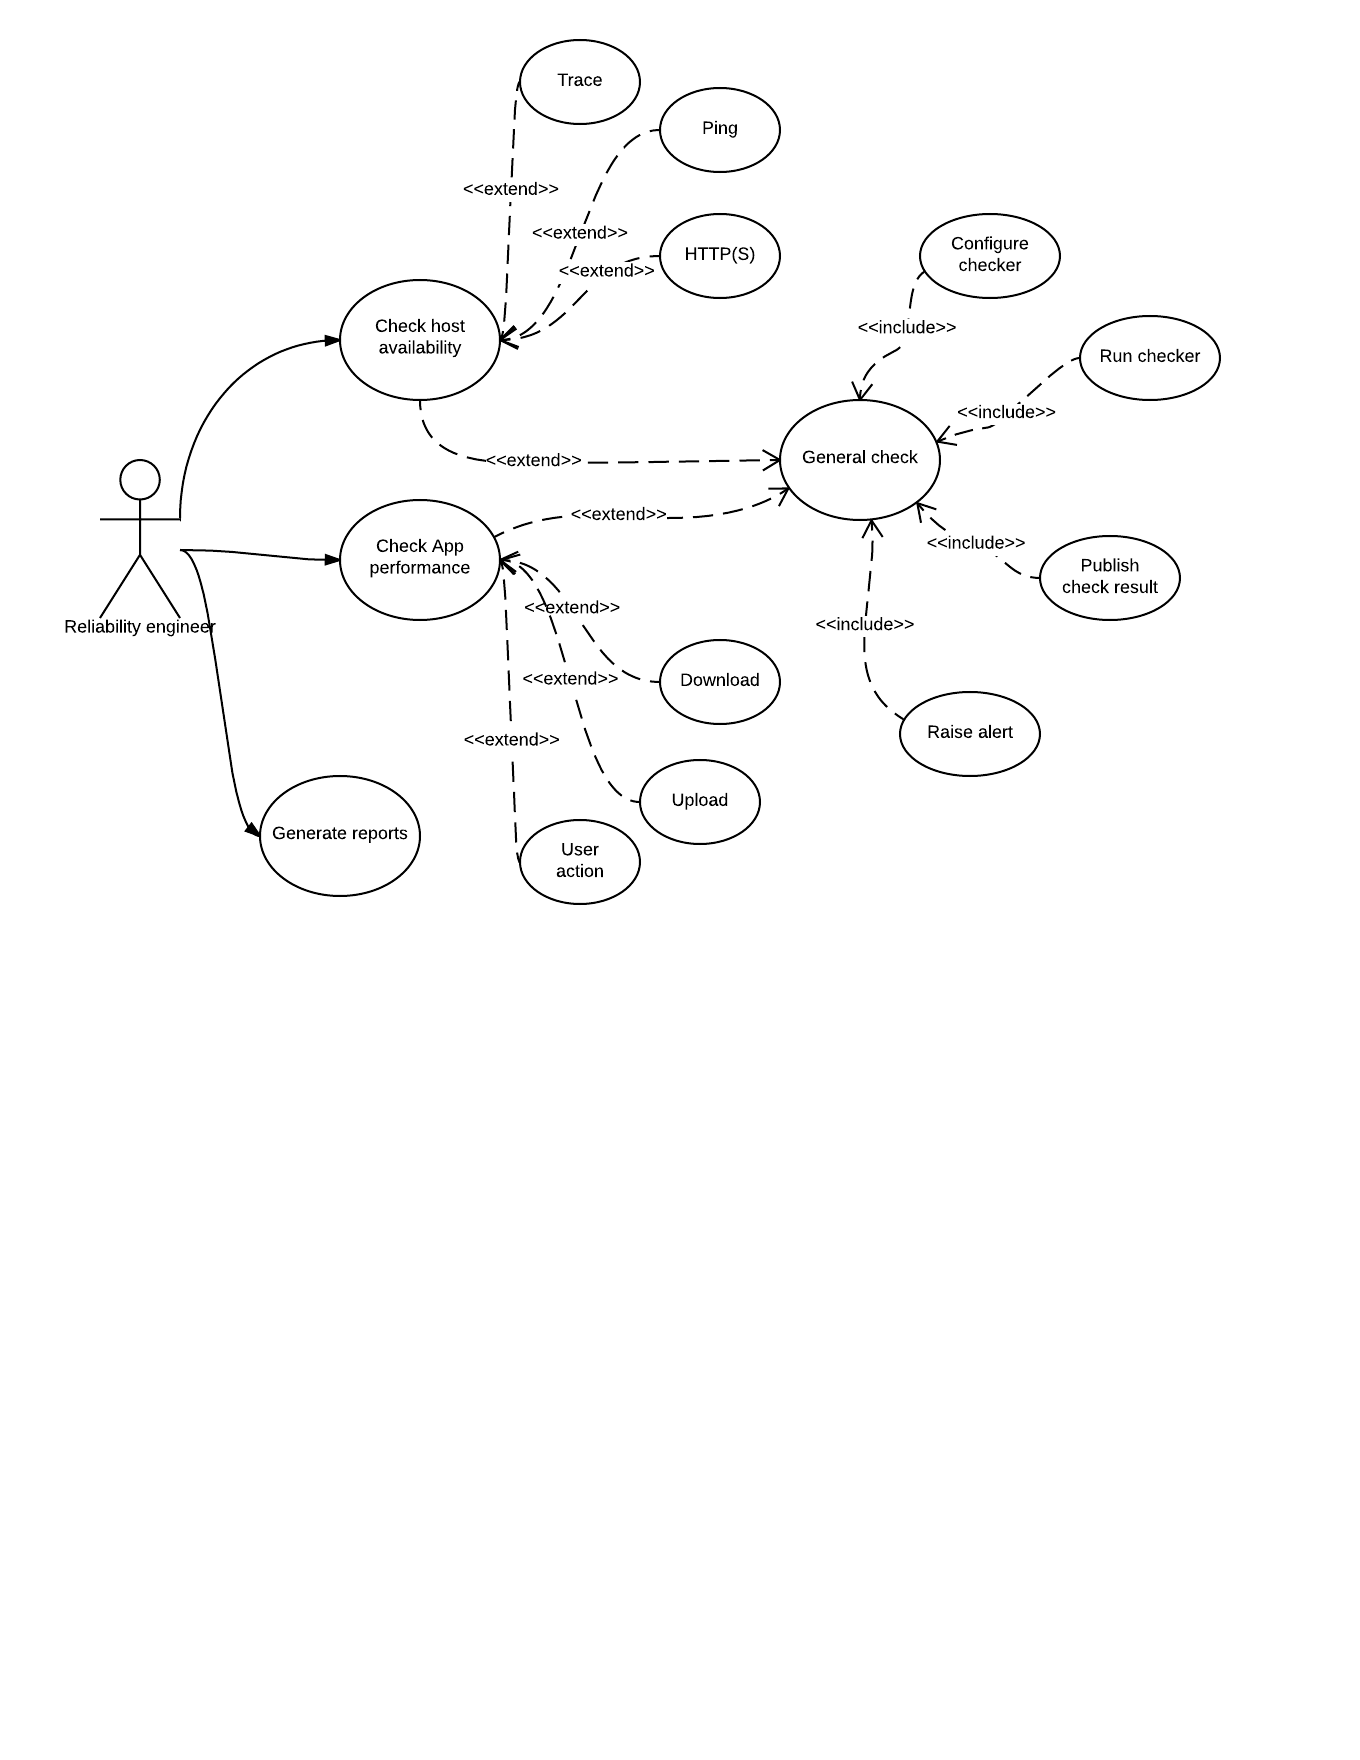 Trace
Ping
<<extend>>
<<extend>>
HTTP(S)
<<extend>>
Configure
checker
Check host
availability
<<include>>
Run checker
<<include>>
General check
<<extend>>
<<extend>>
Check App
performance
<<include>>
Publish
check result
<<extend>>
<<include>>
Reliability engineer
<<extend>>
Download
<<extend>>
Raise alert
Upload
Generate reports
User
action